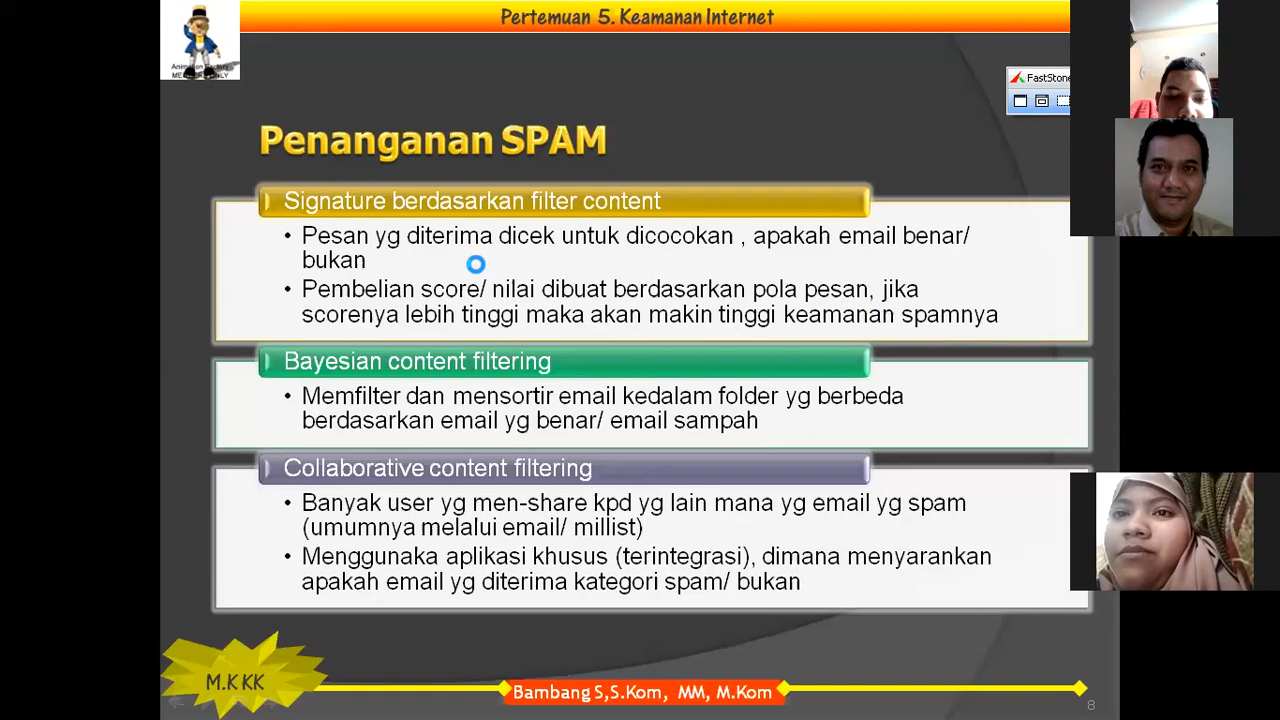 Pertemuan 5. Keamanan Internet
FastStone
Penanganan SPAM
Signature berdasarkan filter content
• Pesan yg diterima dicek untuk dicocokan , apakah email benar/
bukan
• Pembelian score/ nilai dibuat berdasarkan pola pesan, jika
scorenya lebih tinggi maka akan makin tinggi keamanan spamnya
Bayesian content filtering
• Memfilter dan mensortir email kedalam folder yg berbeda
berdasarkan email yg benar/ email sampah
Collaborative content filtering
• Banyak user yg men-share kpd yg lain mana yg email yg spam
(umumnya melalui email/ millist)
• Menggunaka aplikasi khusus (terintegrasi), dimana menyarankan
apakah email yg diterima kategori spam/ bukan
M.K KK
Bambang S,S.Kom, MM, M.Kom
8